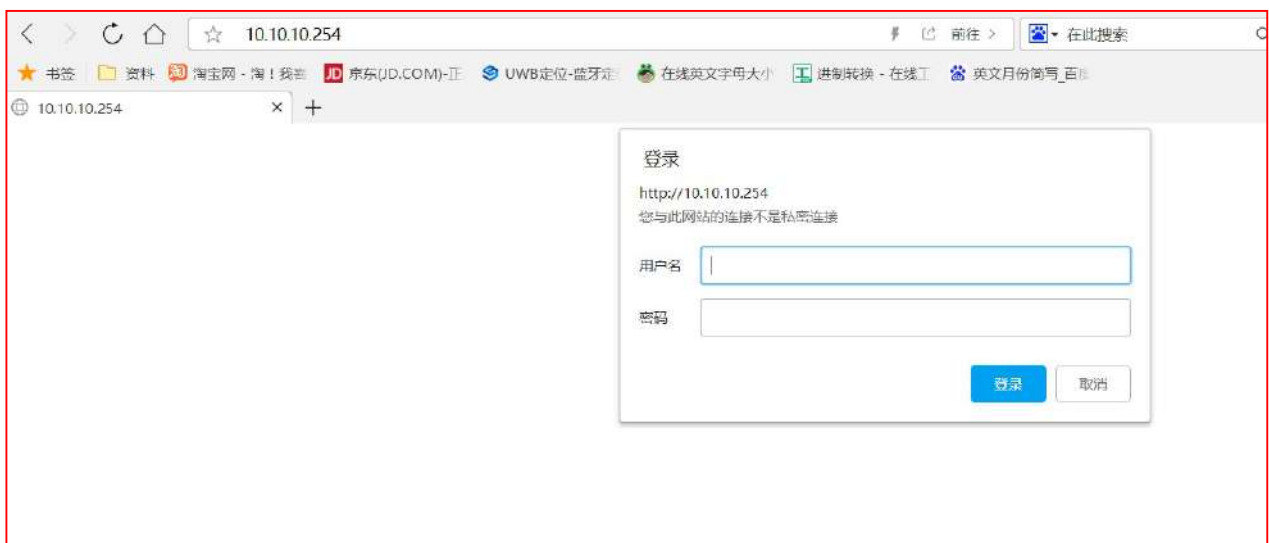 10.10.10.254 前往 在此搜索
书签 资料 淘宝网 - 淘！我喜 京东(JD.COM)-正 UWB定位-蓝牙定 在线英文字母大小 进制转换 - 在线工 英文月份简写_百度
10.10.10.254
登录
http://10.10.10.254
您与此网站的连接不是私密连接
用户名
密码
登录 取消